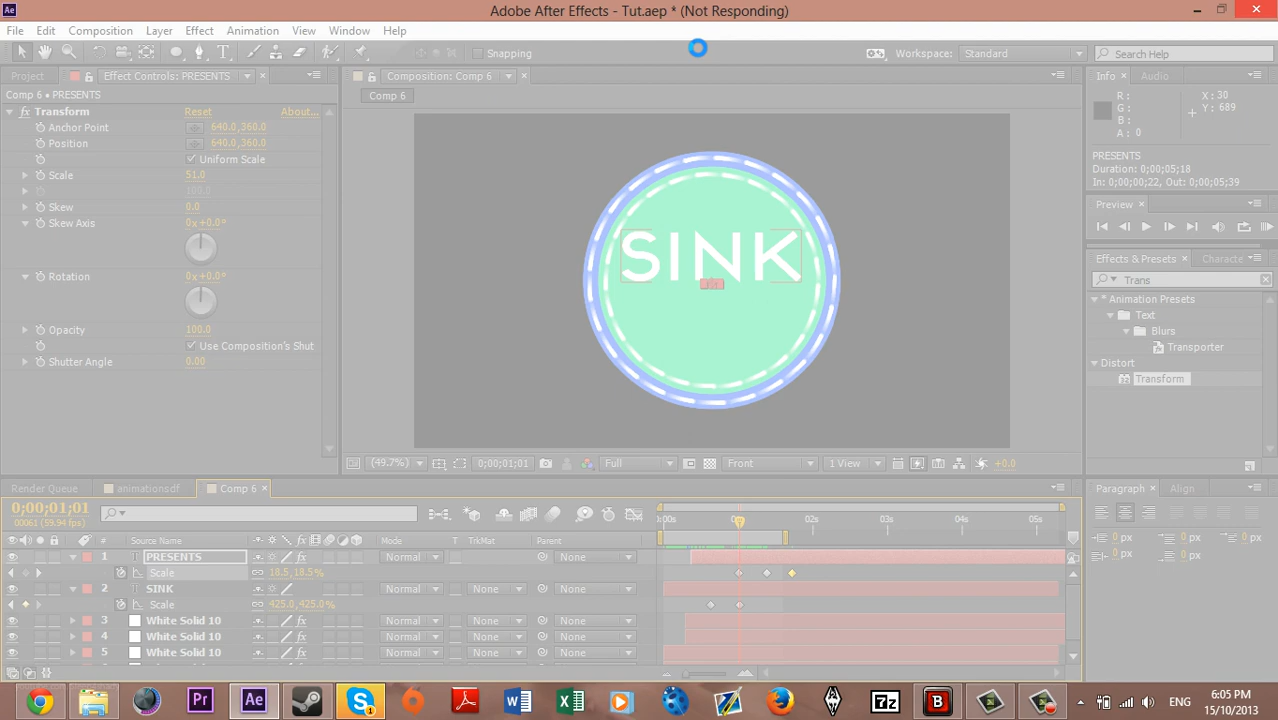 Adobe After Effects - Tut.aep * (Not Responding)
File Edit Composition Layer Effect Animation View Window Help
Snapping Workspace: Standard Search Help
Project Effect Controls: PRESENTS Composition: Comp 6 Info Audio
Comp 6 • PRESENTS
Comp 6
fx Transform Reset About...
Anchor Point 640.0,360.0
Position 640.0,360.0
Uniform Scale
Scale 51.0
100.0
Skew 0.0
Skew Axis 0x+0.0°
Rotation 0x+0.0°
Opacity 100.0
Use Composition's Shut
Shutter Angle 0.00
SINK
R :
G :
B :
A : 0
X : 30
Y : 689
PRESENTS
Duration: 0;00;05;18
In: 0;00;00;22, Out: 0;00;05;39
Preview
Effects & Presets Characte
Trans
* Animation Presets
Text
Blurs
Transporter
Distort
Transform
(49.7%) 0;00;01;01 Full Front 1 View +0.0
Render Queue animationsdf Comp 6
Paragraph Align
0;00;01;01
00061 (59.94 fps)
:00s 02s 03s 04s 05s
# Source Name Mode T TrkMat Parent
1 T PRESENTS fx Normal None
Scale 18.5,18.5%
2 T SINK Normal None None
Scale 425.0,425.0%
3 White Solid 10 fx Normal None None
4 White Solid 10 fx Normal None None
5 White Solid 10 fx Normal None None
0 px 0 px 0 px
0 px 0 px
Pr Ae W X 7z B
ENG
6:05 PM
15/10/2013